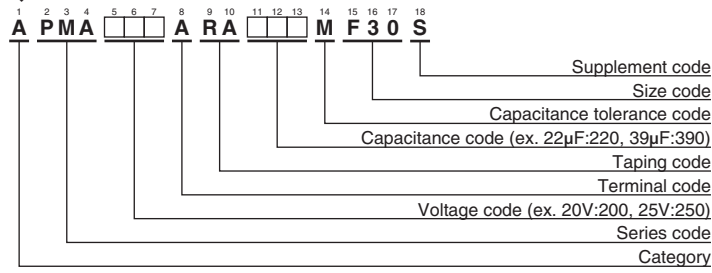 1 2 3 4 5 6 7 8 9 10 11 12 13 14 15 16 17 18
A PMA □□□ A RA □□□ M F30 S
Supplement code
Size code
Capacitance tolerance code
Capacitance code (ex. 22µF:220, 39µF:390)
Taping code
Terminal code
Voltage code (ex. 20V:200, 25V:250)
Series code
Category